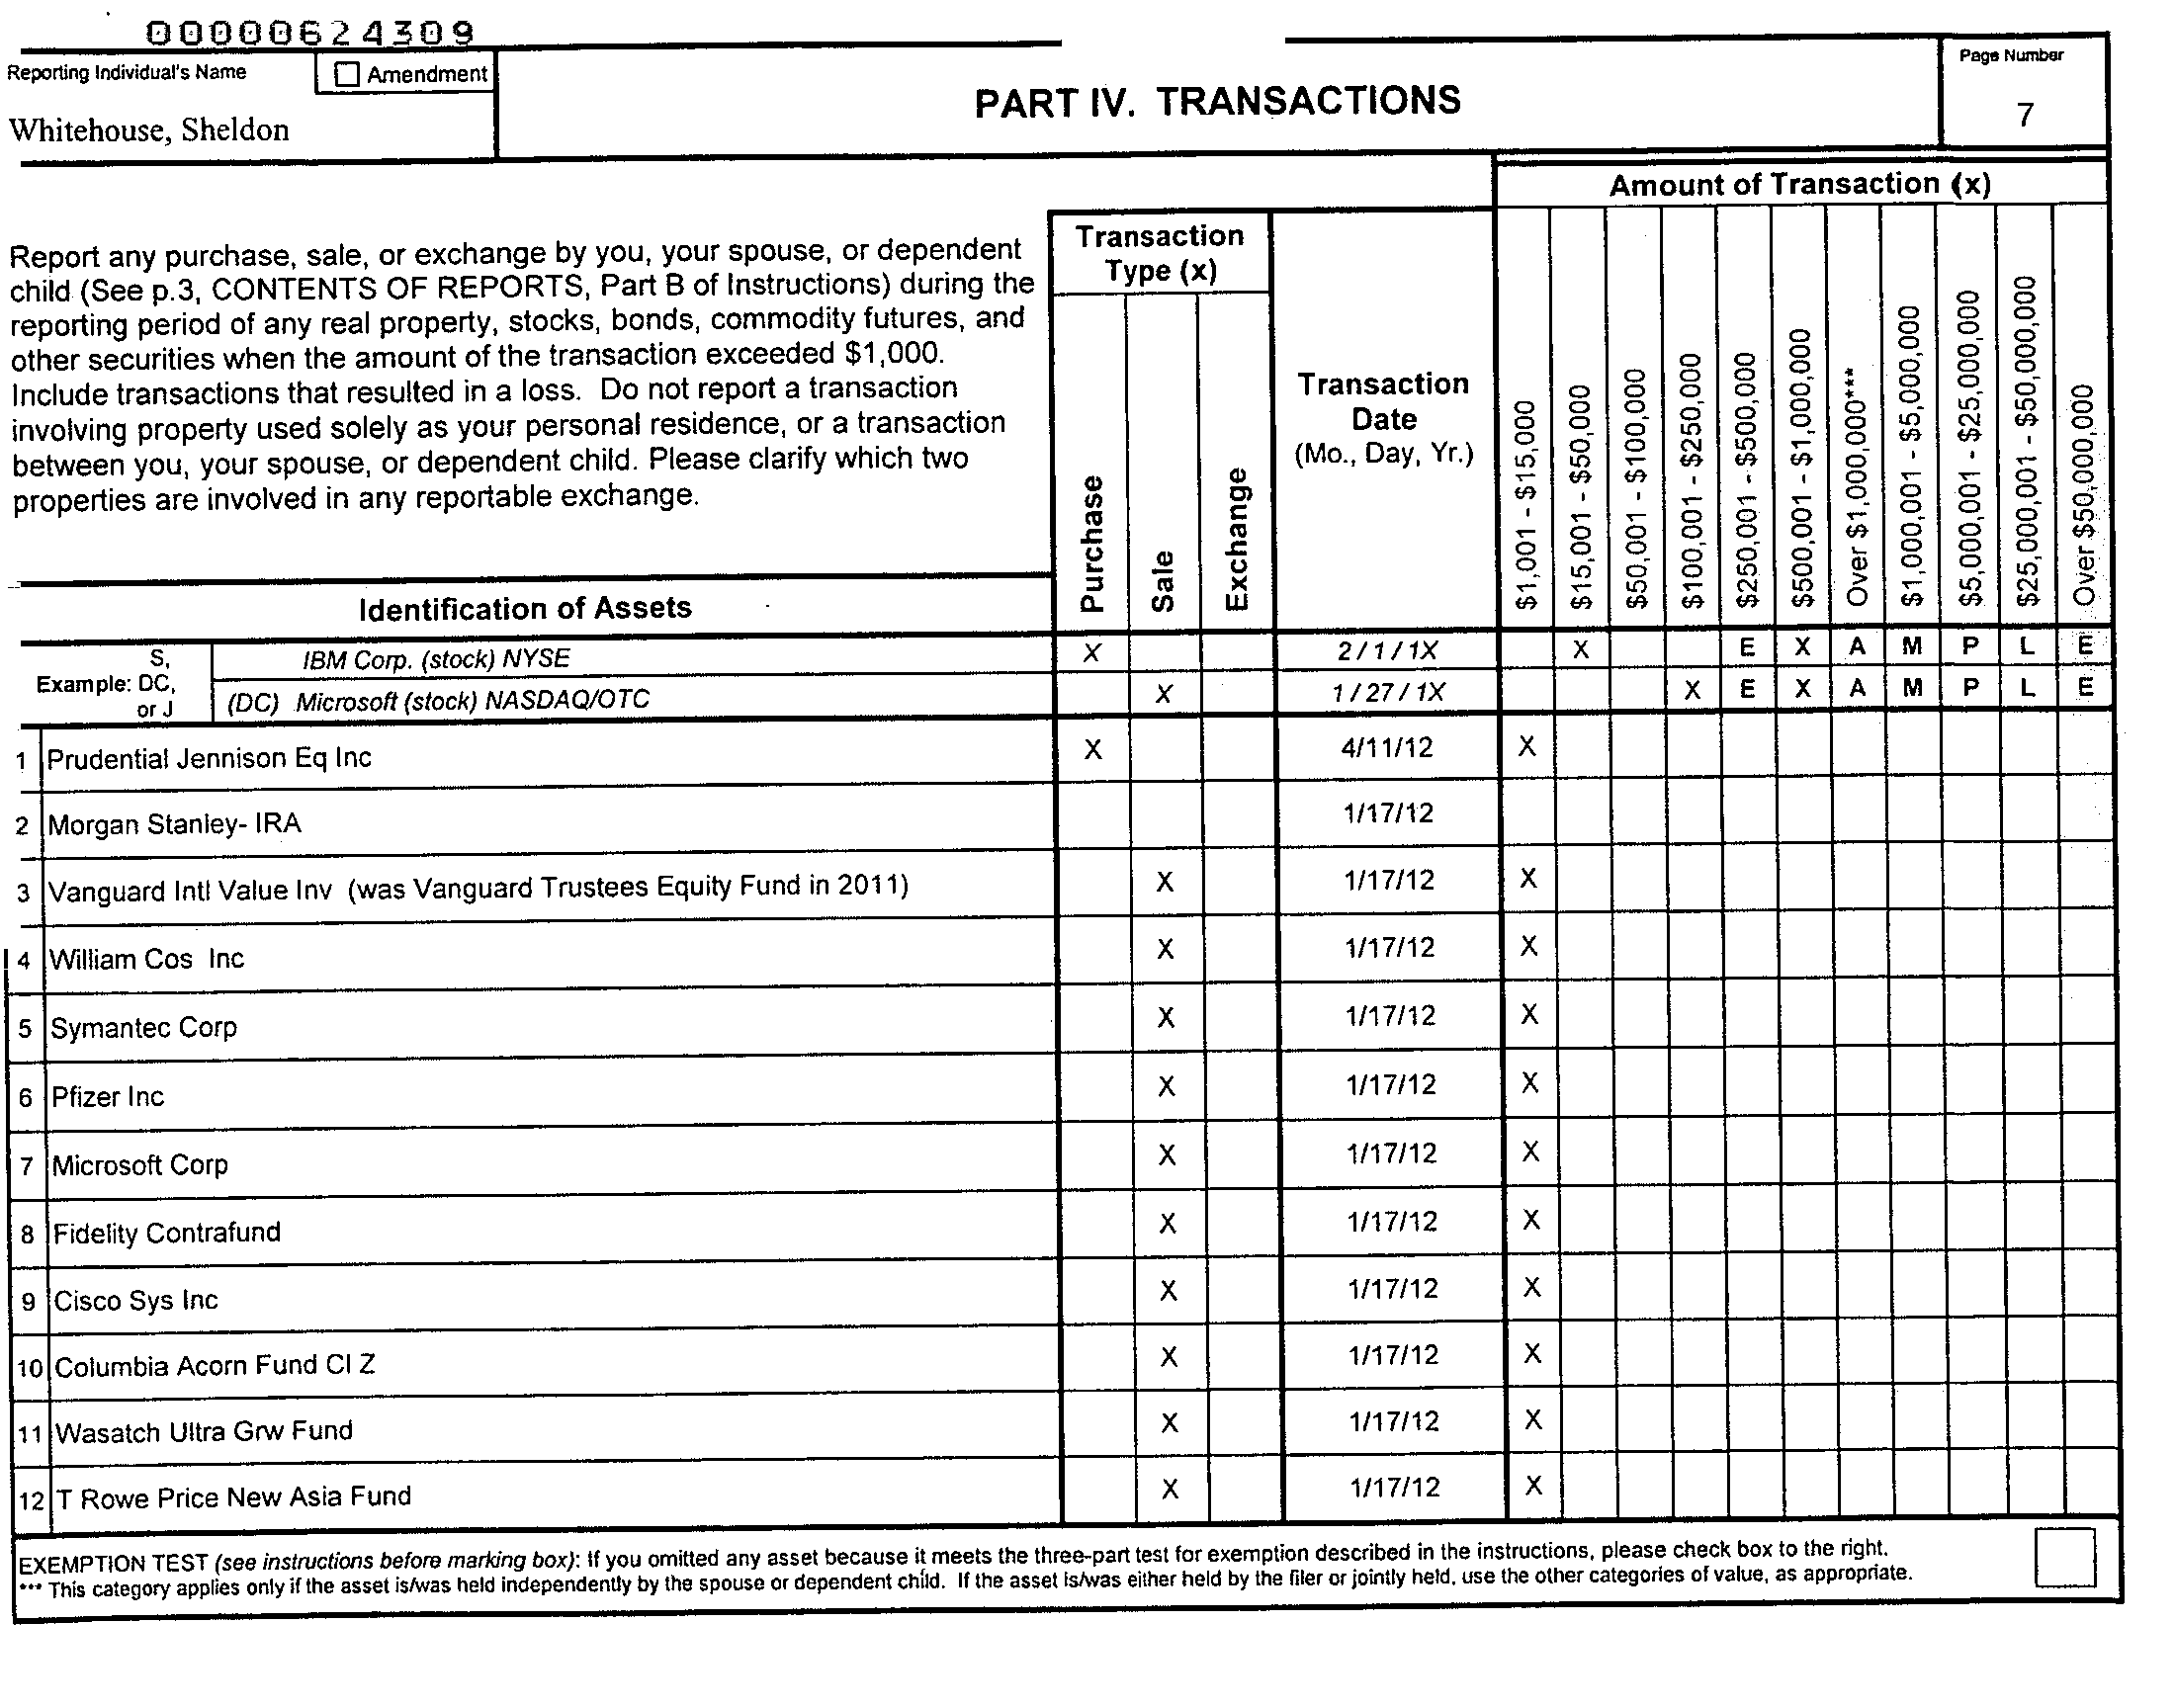 00000624309
Reporting Individual's Name
Amendment
Whitehouse, Sheldon
PART IV. TRANSACTIONS
Page Number
7
Amount of Transaction (x)
Report any purchase, sale, or exchange by you, your spouse, or dependent
child (See p.3, CONTENTS OF REPORTS, Part B of Instructions) during the
reporting period of any real property, stocks, bonds, commodity futures, and
other securities when the amount of the transaction exceeded $1,000.
Include transactions that resulted in a loss. Do not report a transaction
involving property used solely as your personal residence, or a transaction
between you, your spouse, or dependent child. Please clarify which two
properties are involved in any reportable exchange.
Transaction
Type (x)
Purchase
Sale
Exchange
Transaction
Date
(Mo., Day, Yr.)
$1,001 - $15,000
$15,001 - $50,000
$50,001 - $100,000
$100,001 - $250,000
$250,001 - $500,000
$500,001 - $1,000,000
Over $1,000,000***
$1,000,001 - $5,000,000
$5,000,001 - $25,000,000
$25,000,001 - $50,000,000
Over $50,000,000
Identification of Assets
Example: S, DC, or J
IBM Corp. (stock) NYSE X 2/1/1X X E X A M P L E
(DC) Microsoft (stock) NASDAQ/OTC X 1/27/1X X E X A M P L E
1 Prudential Jennison Eq Inc X 4/11/12 X
2 Morgan Stanley- IRA 1/17/12
3 Vanguard Intl Value Inv (was Vanguard Trustees Equity Fund in 2011) X 1/17/12 X
4 William Cos Inc X 1/17/12 X
5 Symantec Corp X 1/17/12 X
6 Pfizer Inc X 1/17/12 X
7 Microsoft Corp X 1/17/12 X
8 Fidelity Contrafund X 1/17/12 X
9 Cisco Sys Inc X 1/17/12 X
10 Columbia Acorn Fund Cl Z X 1/17/12 X
11 Wasatch Ultra Grw Fund X 1/17/12 X
12 T Rowe Price New Asia Fund X 1/17/12 X
EXEMPTION TEST (see instructions before marking box): If you omitted any asset because it meets the three-part test for exemption described in the instructions, please check box to the right.
*** This category applies only if the asset is/was held independently by the spouse or dependent child. If the asset is/was either held by the filer or jointly held, use the other categories of value, as appropriate.